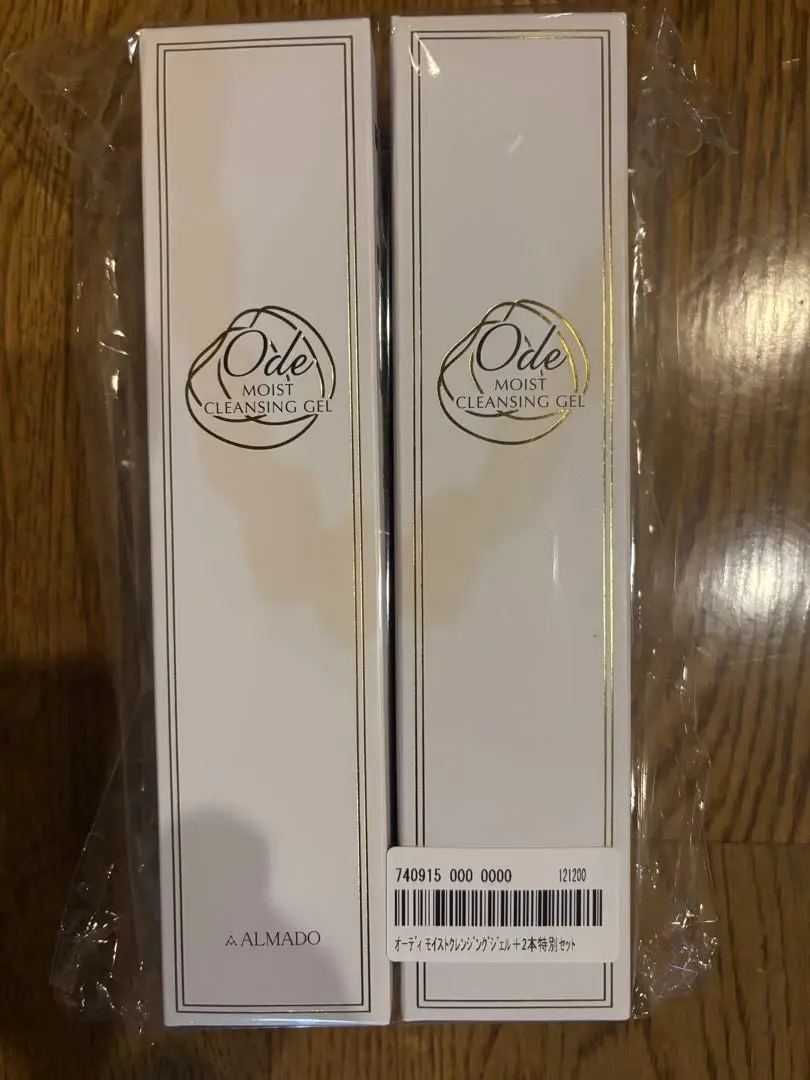 Ode
MOIST
CLEANSING GEL
ALMADO
Ode
MOIST
CLEANSING GEL
740915 000 0000 121200
オーディ モイストクレンジングジェル+2本特別セット